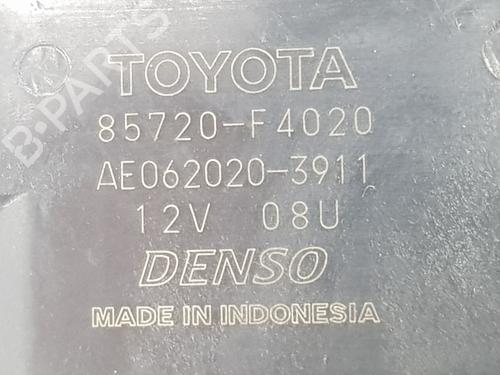 B-PARTS
TOYOTA
85720-F4020
AE062020-3911
12V 08U
DENSO
MADE IN INDONESIA